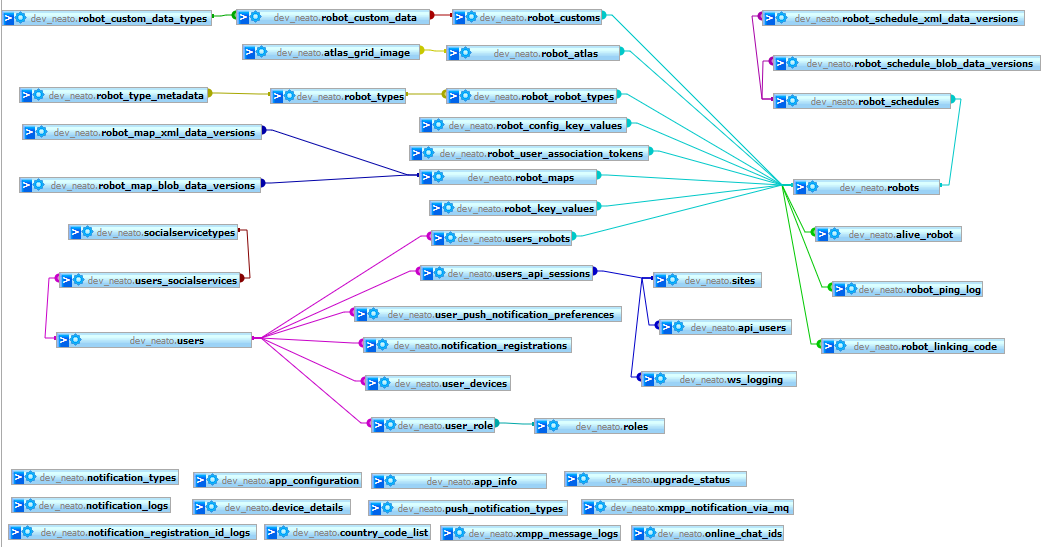 dev_neato.robot_custom_data_types
dev_neato.robot_custom_data
dev_neato.robot_customs
dev_neato.robot_schedule_xml_data_versions
dev_neato.atlas_grid_image
dev_neato.robot_atlas
dev_neato.robot_schedule_blob_data_versions
dev_neato.robot_type_metadata
dev_neato.robot_types
dev_neato.robot_robot_types
dev_neato.robot_schedules
dev_neato.robot_map_xml_data_versions
dev_neato.robot_config_key_values
dev_neato.robot_user_association_tokens
dev_neato.robot_map_blob_data_versions
dev_neato.robot_maps
dev_neato.robots
dev_neato.robot_key_values
dev_neato.socialservicetypes
dev_neato.users_robots
dev_neato.alive_robot
dev_neato.users_socialservices
dev_neato.users_api_sessions
dev_neato.sites
dev_neato.robot_ping_log
dev_neato.user_push_notification_preferences
dev_neato.api_users
dev_neato.users
dev_neato.notification_registrations
dev_neato.robot_linking_code
dev_neato.user_devices
dev_neato.ws_logging
dev_neato.user_role
dev_neato.roles
dev_neato.notification_types
dev_neato.app_configuration
dev_neato.app_info
dev_neato.upgrade_status
dev_neato.notification_logs
dev_neato.device_details
dev_neato.push_notification_types
dev_neato.xmpp_notification_via_mq
dev_neato.notification_registration_id_logs
dev_neato.country_code_list
dev_neato.xmpp_message_logs
dev_neato.online_chat_ids